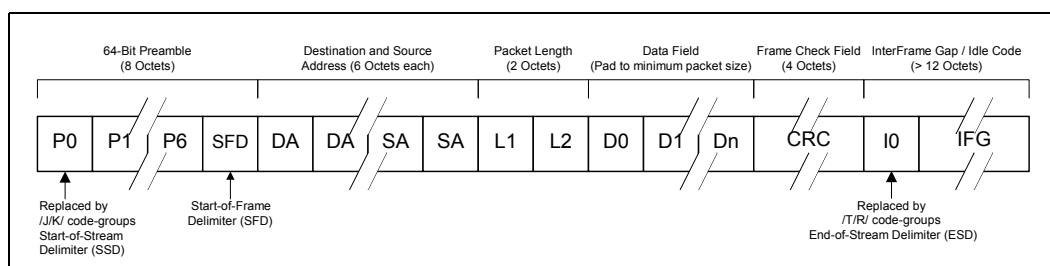 64-Bit Preamble
(8 Octets)
Destination and Source
Address (6 Octets each)
Packet Length
(2 Octets)
Data Field
(Pad to minimum packet size)
Frame Check Field
(4 Octets)
InterFrame Gap / Idle Code
(> 12 Octets)
P0 P1 P6 SFD DA DA SA SA L1 L2 D0 D1 Dn CRC I0 IFG
Replaced by
/J/K/ code-groups
Start-of-Stream
Delimiter (SSD)
Start-of-Frame
Delimiter (SFD)
Replaced by
/T/R/ code-groups
End-of-Stream Delimiter (ESD)